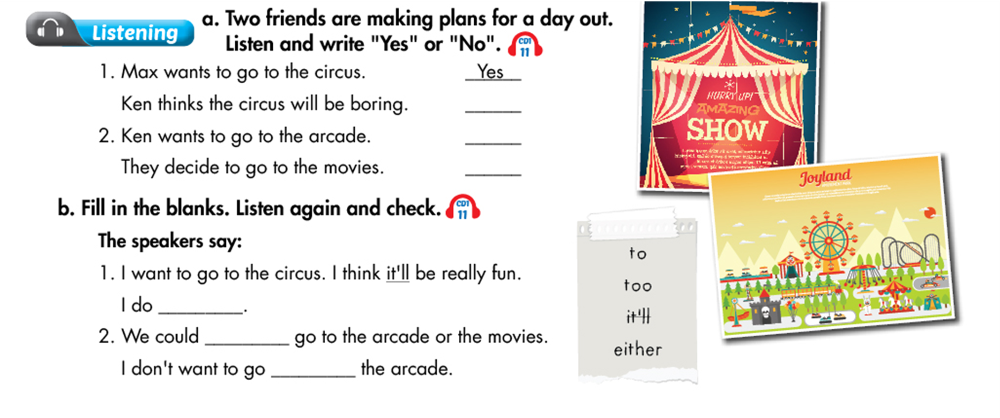 Listening
a. Two friends are making plans for a day out.
Listen and write "Yes" or "No".
CD1
11
1. Max wants to go to the circus. Yes
Ken thinks the circus will be boring. ______
2. Ken wants to go to the arcade. ______
They decide to go to the movies. ______
b. Fill in the blanks. Listen again and check.
CD1
11
The speakers say:
1. I want to go to the circus. I think it'll be really fun.
I do _________.
2. We could _________ go to the arcade or the movies.
I don't want to go _________ the arcade.
HURRY UP!
AMAZING
SHOW
Joyland
AMUSEMENT PARK
to
too
it'll
either